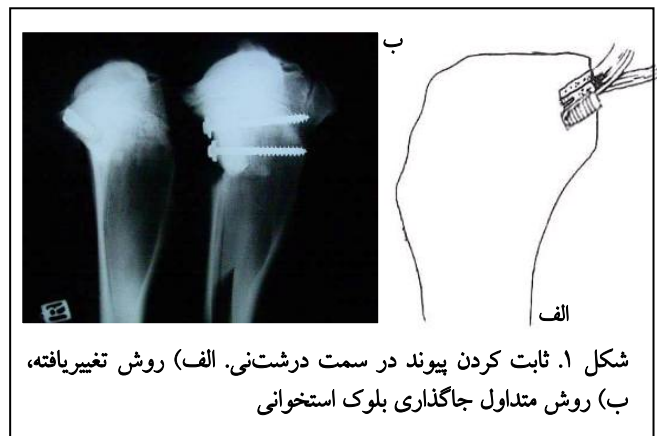 ب
الف
شکل ۱. ثابت کردن پیوند در سمت درشت‌نی. الف) روش تغییریافته،
ب) روش متداول جاگذاری بلوک استخوانی